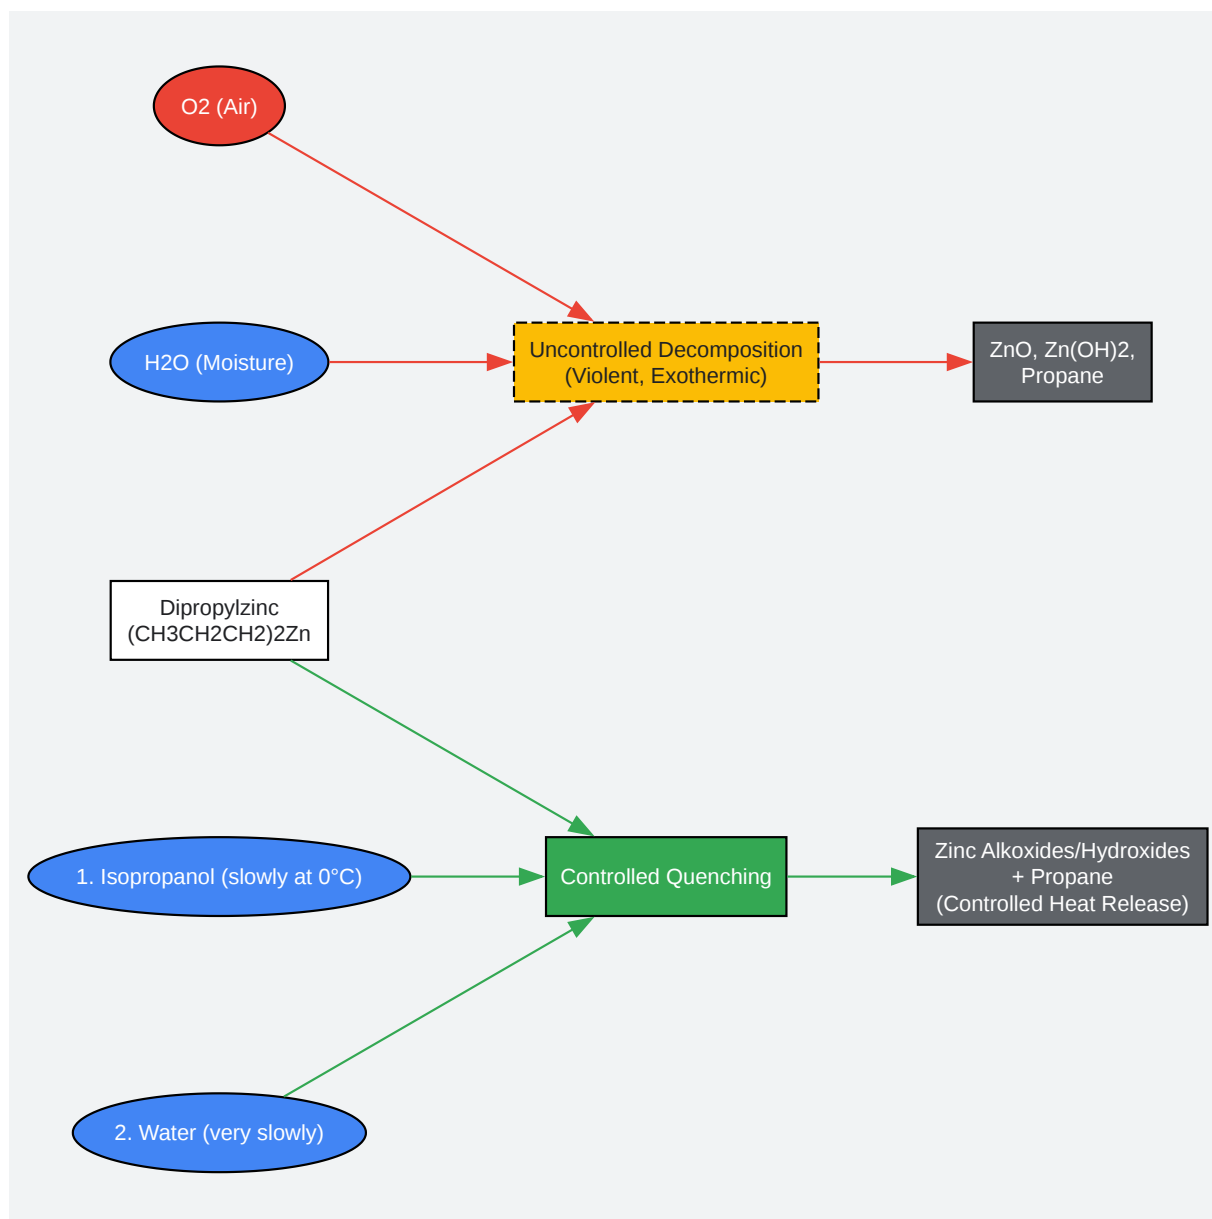 O2 (Air)
H2O (Moisture)
Uncontrolled Decomposition
(Violent, Exothermic)
ZnO, Zn(OH)2,
Propane
Dipropylzinc
(CH3CH2CH2)2Zn
1. Isopropanol (slowly at 0°C)
Controlled Quenching
Zinc Alkoxides/Hydroxides
+ Propane
(Controlled Heat Release)
2. Water (very slowly)